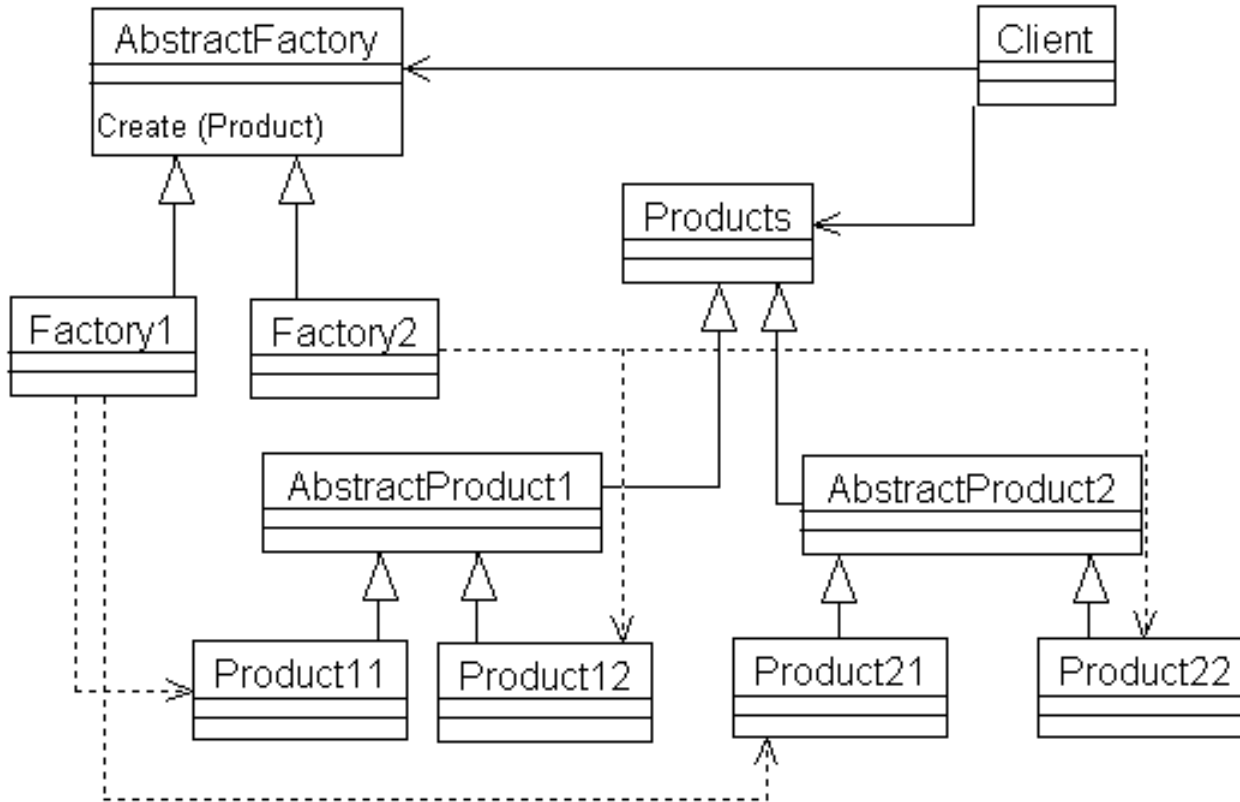 AbstractFactory
Create (Product)
Client
Products
Factory1
Factory2
AbstractProduct1
AbstractProduct2
Product11
Product12
Product21
Product22